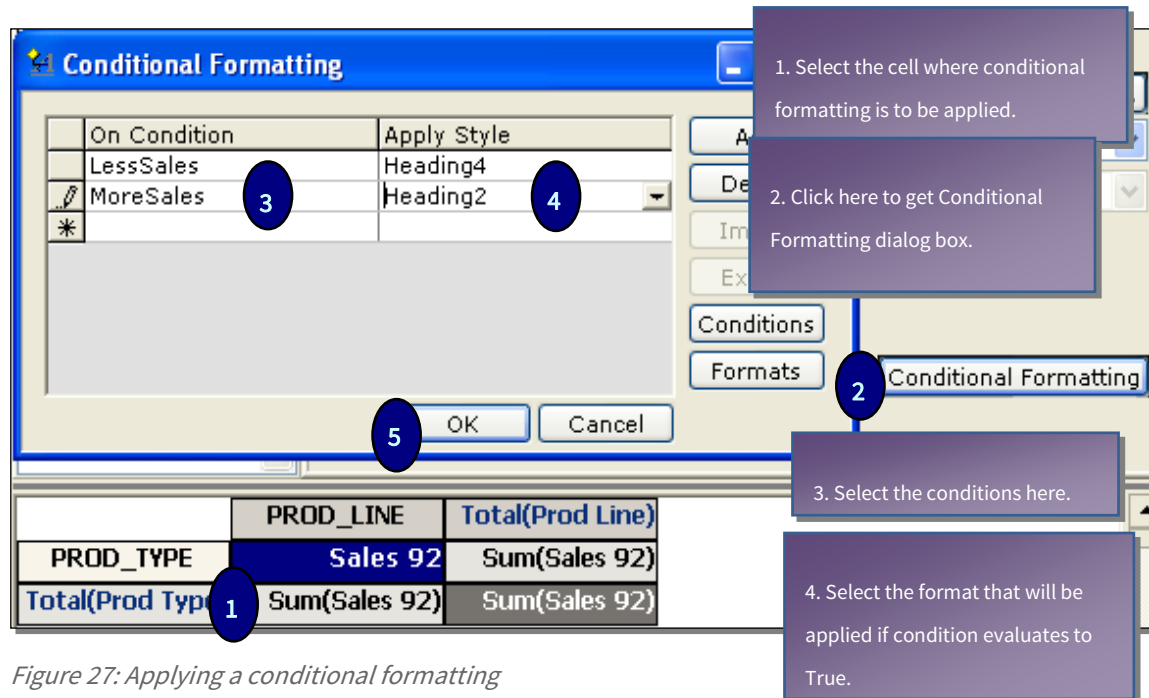 Conditional Formatting
On Condition Apply Style
LessSales Heading4
MoreSales Heading2
3
4
Conditions
Formats
5
OK Cancel
1. Select the cell where conditional
formatting is to be applied.
2. Click here to get Conditional
Formatting dialog box.
2
Conditional Formatting
3. Select the conditions here.
4. Select the format that will be
applied if condition evaluates to
True.
PROD_LINE Total(Prod Line)
PROD_TYPE Sales 92 Sum(Sales 92)
Total(Prod Type 1 Sum(Sales 92) Sum(Sales 92)
Figure 27: Applying a conditional formatting